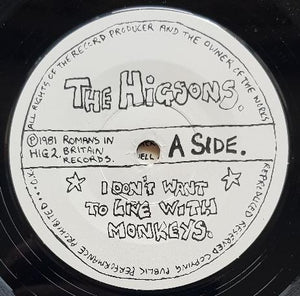 ALL RIGHTS OF THE RECORD PRODUCER AND THE OWNER OF THE WORKS REPRODUCED RESERVED COPYING PUBLIC PERFORMANCE PROHIBITED
THE HIGSONS.
℗1981 ROMANS IN
HIG 2. BRITAIN
RECORDS.
A SIDE.
I DON'T WANT
TO LIVE WITH
MONKEYS.